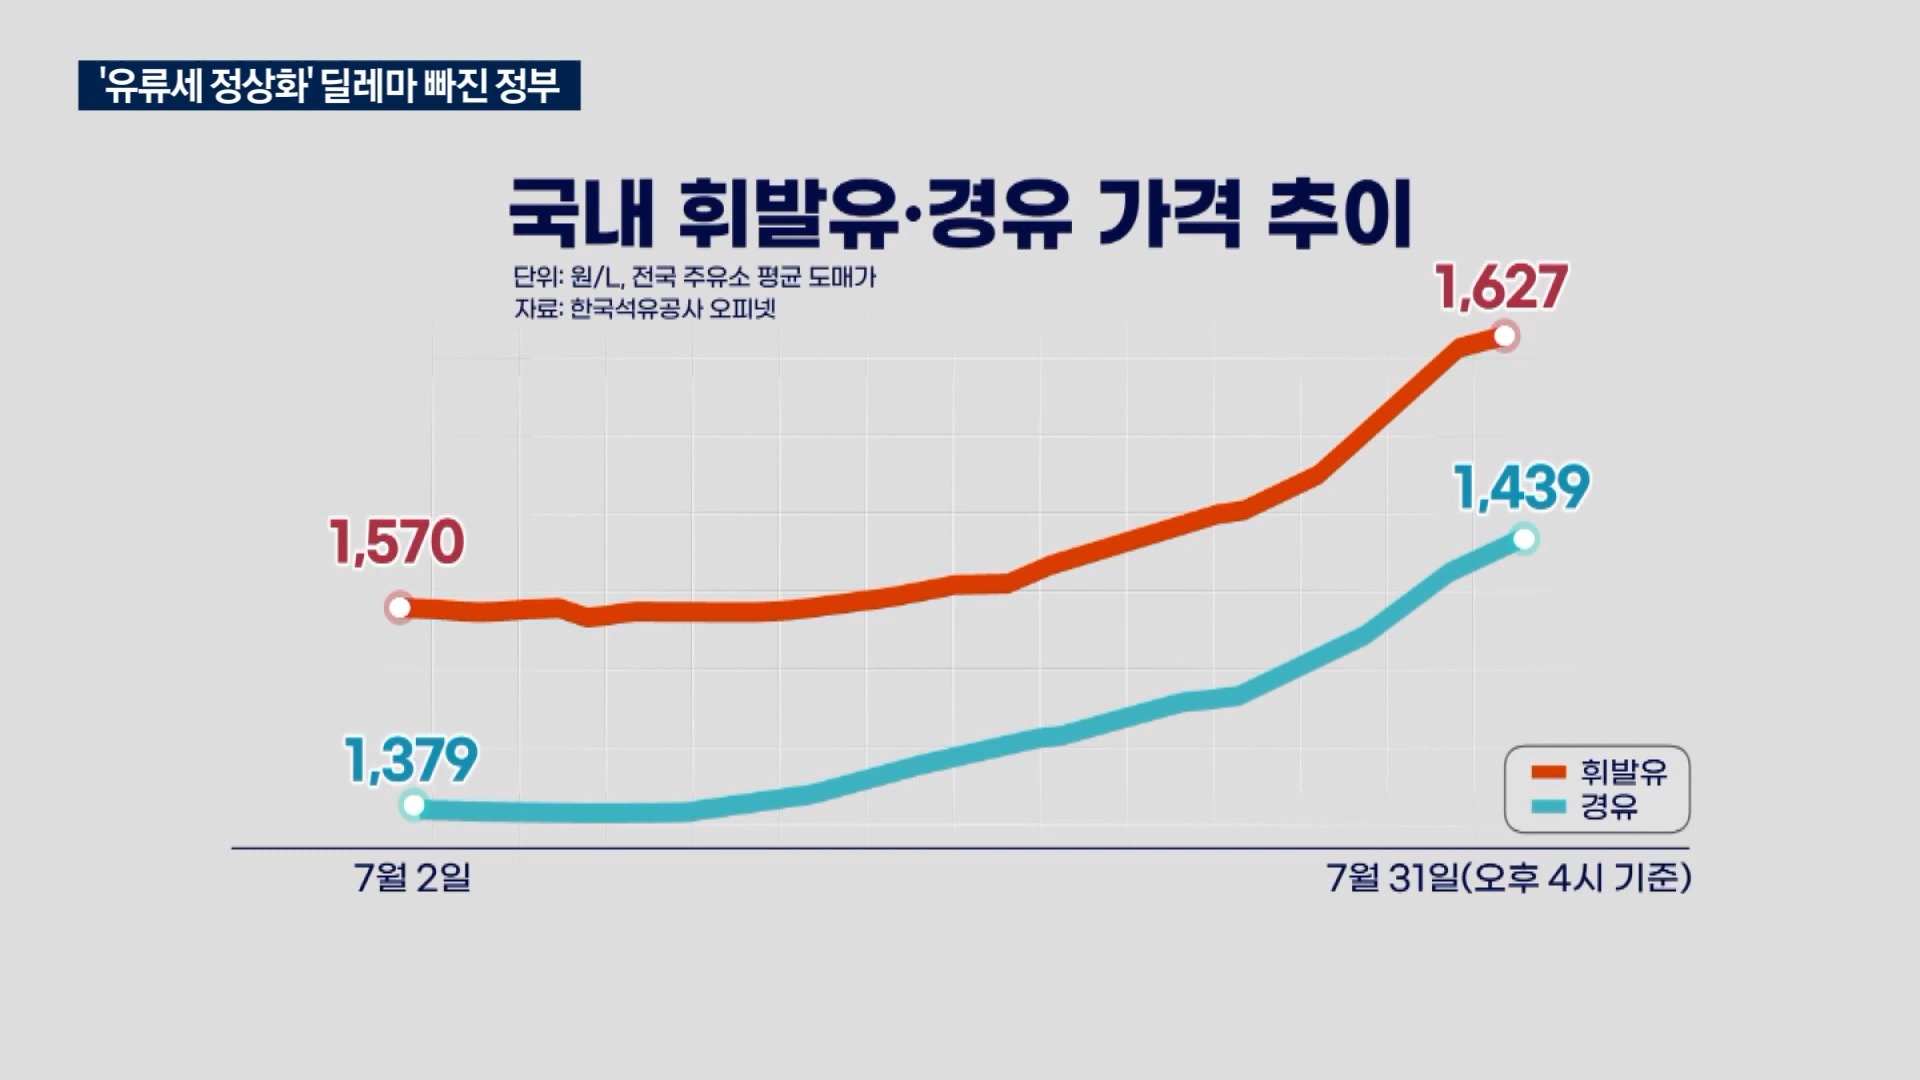 '유류세 정상화' 딜레마 빠진 정부
국내 휘발유·경유 가격 추이
단위: 원/L, 전국 주유소 평균 도매가
자료: 한국석유공사 오피넷
1,627
1,439
1,570
1,379
휘발유
경유
7월 2일
7월 31일(오후 4시 기준)